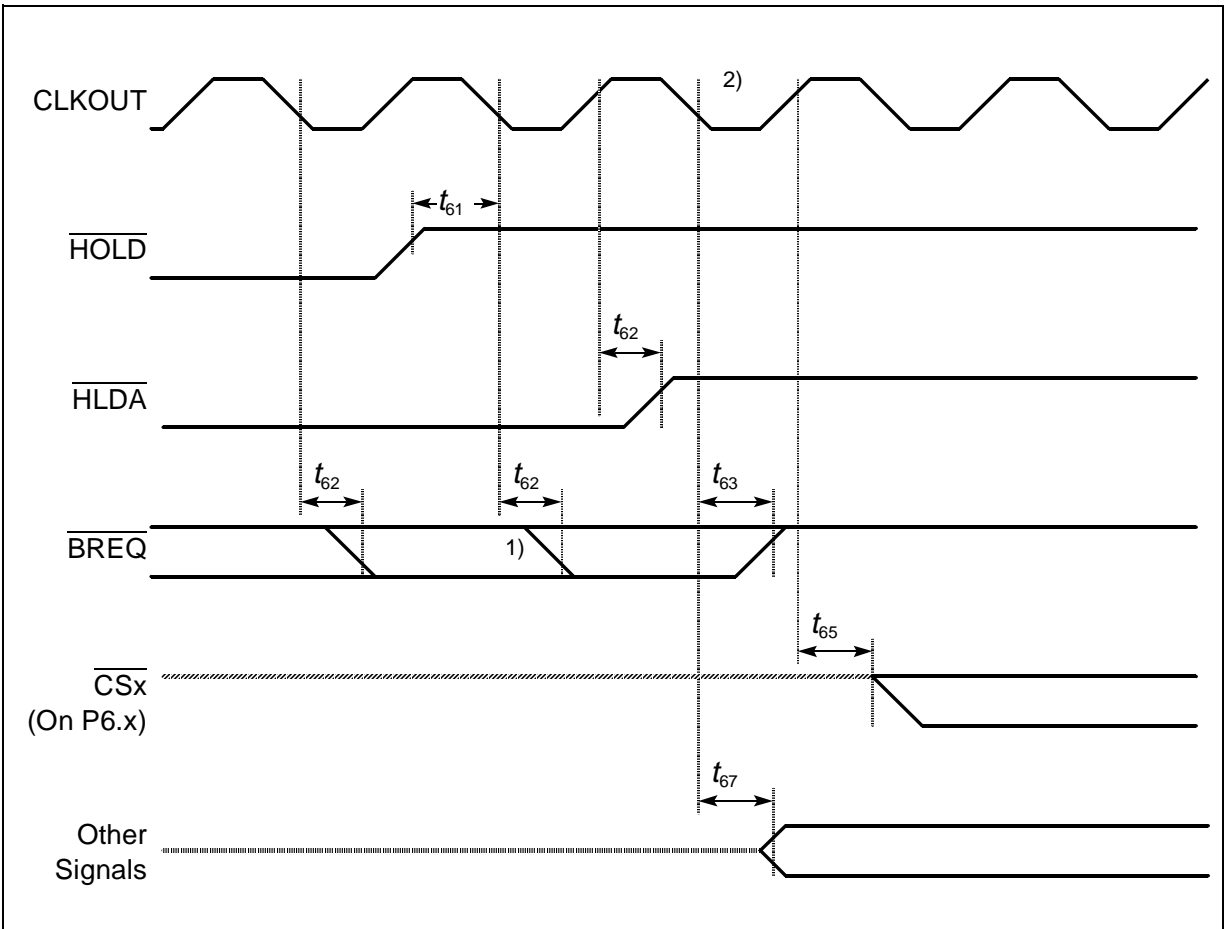 2)
CLKOUT
t61
HOLD
t62
HLDA
t62 t62 t63
BREQ 1)
t65
CSx
(On P6.x)
t67
Other
Signals